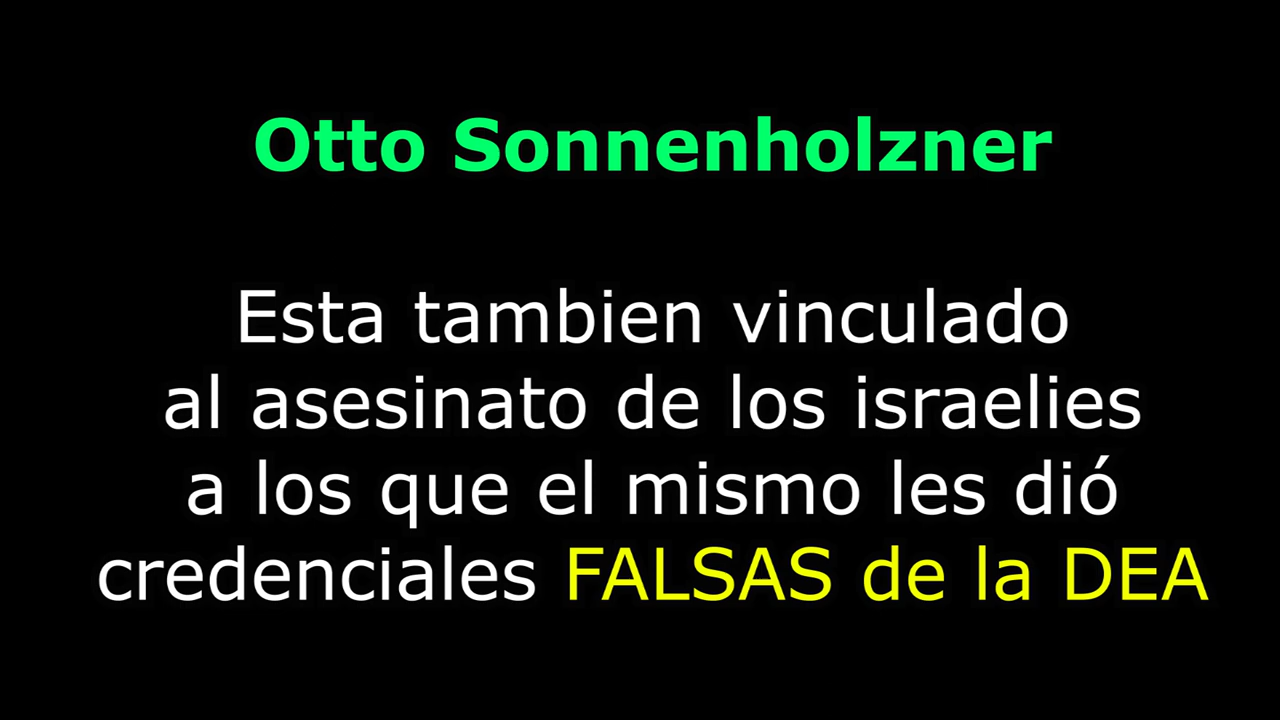 Otto Sonnenholzner
Esta tambien vinculado
al asesinato de los israelies
a los que el mismo les dió
credenciales FALSAS de la DEA